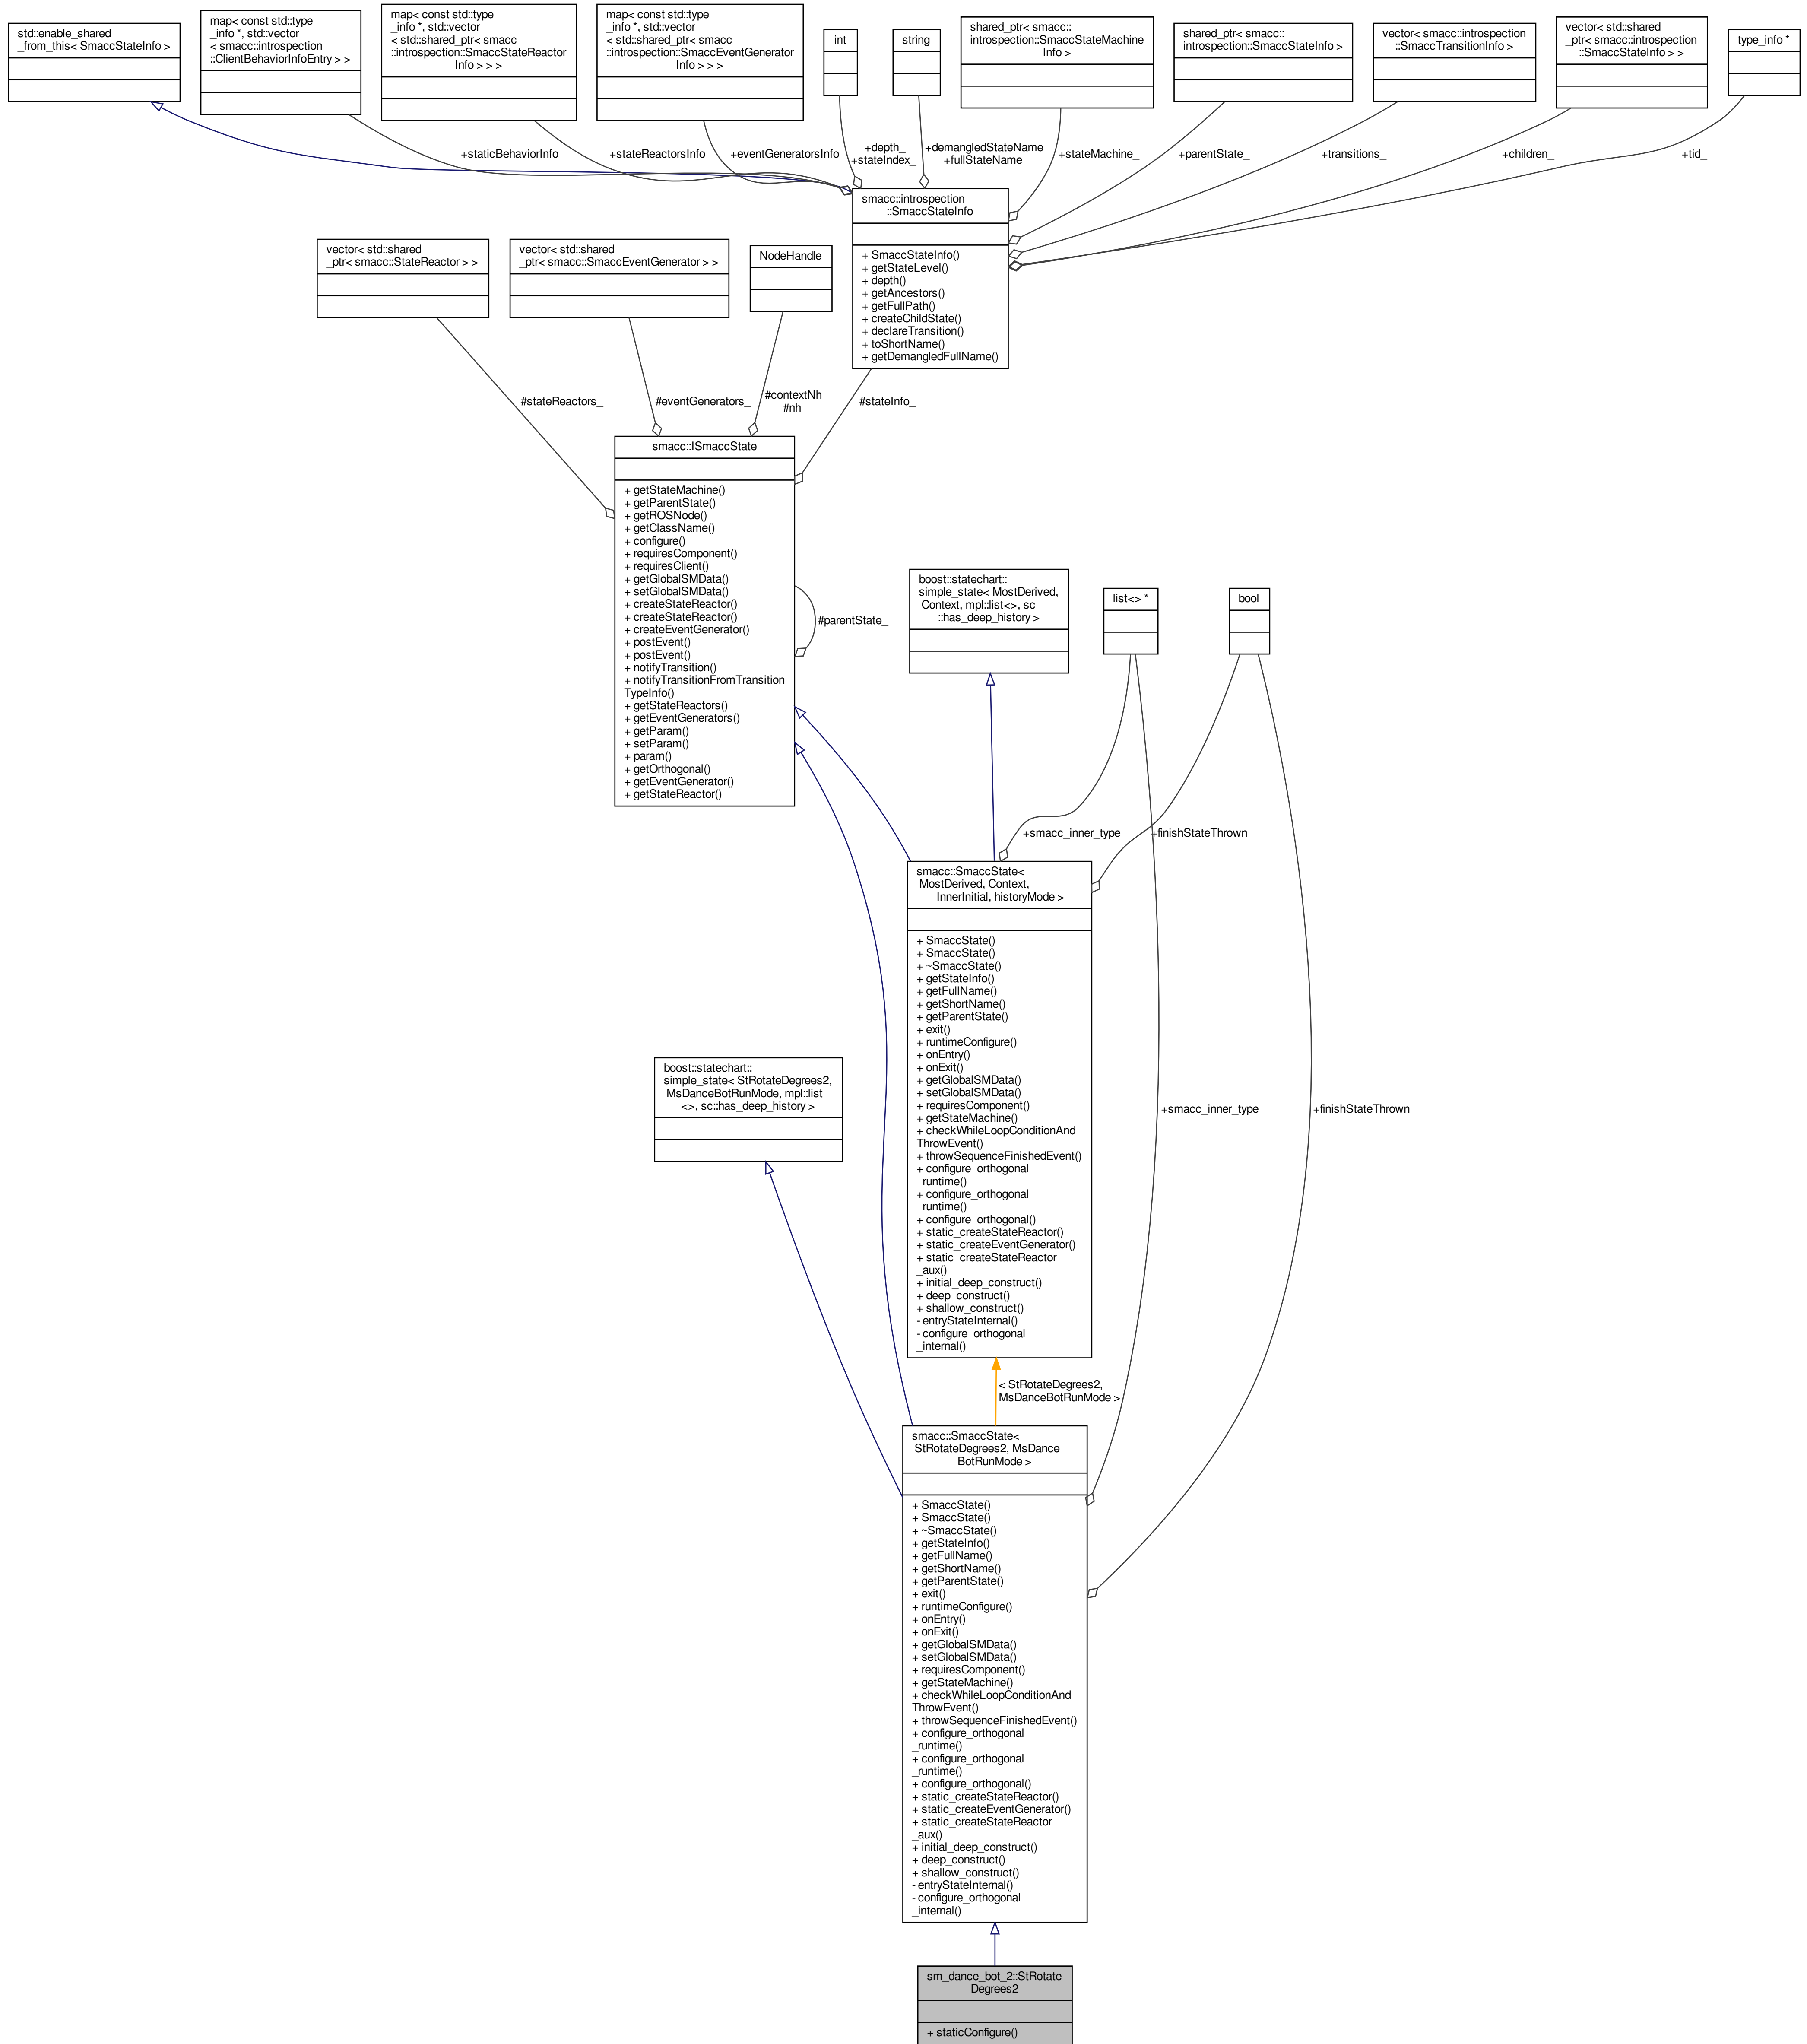 std::enable_shared
_from_this< SmaccStateInfo >
map< const std::type
_info *, std::vector
< smacc::introspection
::ClientBehaviorInfoEntry > >
map< const std::type
_info *, std::vector
< std::shared_ptr< smacc
::introspection::SmaccStateReactor
Info > > >
map< const std::type
_info *, std::vector
< std::shared_ptr< smacc
::introspection::SmaccEventGenerator
Info > > >
int
string
shared_ptr< smacc::
introspection::SmaccStateMachine
Info >
shared_ptr< smacc::
introspection::SmaccStateInfo >
vector< smacc::introspection
::SmaccTransitionInfo >
vector< std::shared
_ptr< smacc::introspection
::SmaccStateInfo > >
type_info *
+staticBehaviorInfo
+stateReactorsInfo
+eventGeneratorsInfo
+depth_
+stateIndex_
+demangledStateName
+fullStateName
+stateMachine_
+parentState_
+transitions_
+children_
+tid_
smacc::introspection
::SmaccStateInfo
+ SmaccStateInfo()
+ getStateLevel()
+ depth()
+ getAncestors()
+ getFullPath()
+ createChildState()
+ declareTransition()
+ toShortName()
+ getDemangledFullName()
vector< std::shared
_ptr< smacc::StateReactor > >
vector< std::shared
_ptr< smacc::SmaccEventGenerator > >
NodeHandle
#stateReactors_
#eventGenerators_
#contextNh
#nh
#stateInfo_
smacc::ISmaccState
+ getStateMachine()
+ getParentState()
+ getROSNode()
+ getClassName()
+ configure()
+ requiresComponent()
+ requiresClient()
+ getGlobalSMData()
+ setGlobalSMData()
+ createStateReactor()
+ createStateReactor()
+ createEventGenerator()
+ postEvent()
+ postEvent()
+ notifyTransition()
+ notifyTransitionFromTransition
TypeInfo()
+ getStateReactors()
+ getEventGenerators()
+ getParam()
+ setParam()
+ param()
+ getOrthogonal()
+ getEventGenerator()
+ getStateReactor()
#parentState_
boost::statechart::
simple_state< MostDerived,
Context, mpl::list<>, sc
::has_deep_history >
list<> *
bool
+smacc_inner_type
+finishStateThrown
smacc::SmaccState<
MostDerived, Context,
InnerInitial, historyMode >
+ SmaccState()
+ SmaccState()
+ ~SmaccState()
+ getStateInfo()
+ getFullName()
+ getShortName()
+ getParentState()
+ exit()
+ runtimeConfigure()
+ onEntry()
+ onExit()
+ getGlobalSMData()
+ setGlobalSMData()
+ requiresComponent()
+ getStateMachine()
+ checkWhileLoopConditionAnd
ThrowEvent()
+ throwSequenceFinishedEvent()
+ configure_orthogonal
_runtime()
+ configure_orthogonal
_runtime()
+ configure_orthogonal()
+ static_createStateReactor()
+ static_createEventGenerator()
+ static_createStateReactor
_aux()
+ initial_deep_construct()
+ deep_construct()
+ shallow_construct()
- entryStateInternal()
- configure_orthogonal
_internal()
boost::statechart::
simple_state< StRotateDegrees2,
MsDanceBotRunMode, mpl::list
<>, sc::has_deep_history >
+smacc_inner_type
+finishStateThrown
< StRotateDegrees2,
MsDanceBotRunMode >
smacc::SmaccState<
StRotateDegrees2, MsDance
BotRunMode >
+ SmaccState()
+ SmaccState()
+ ~SmaccState()
+ getStateInfo()
+ getFullName()
+ getShortName()
+ getParentState()
+ exit()
+ runtimeConfigure()
+ onEntry()
+ onExit()
+ getGlobalSMData()
+ setGlobalSMData()
+ requiresComponent()
+ getStateMachine()
+ checkWhileLoopConditionAnd
ThrowEvent()
+ throwSequenceFinishedEvent()
+ configure_orthogonal
_runtime()
+ configure_orthogonal
_runtime()
+ configure_orthogonal()
+ static_createStateReactor()
+ static_createEventGenerator()
+ static_createStateReactor
_aux()
+ initial_deep_construct()
+ deep_construct()
+ shallow_construct()
- entryStateInternal()
- configure_orthogonal
_internal()
sm_dance_bot_2::StRotate
Degrees2
+ staticConfigure()